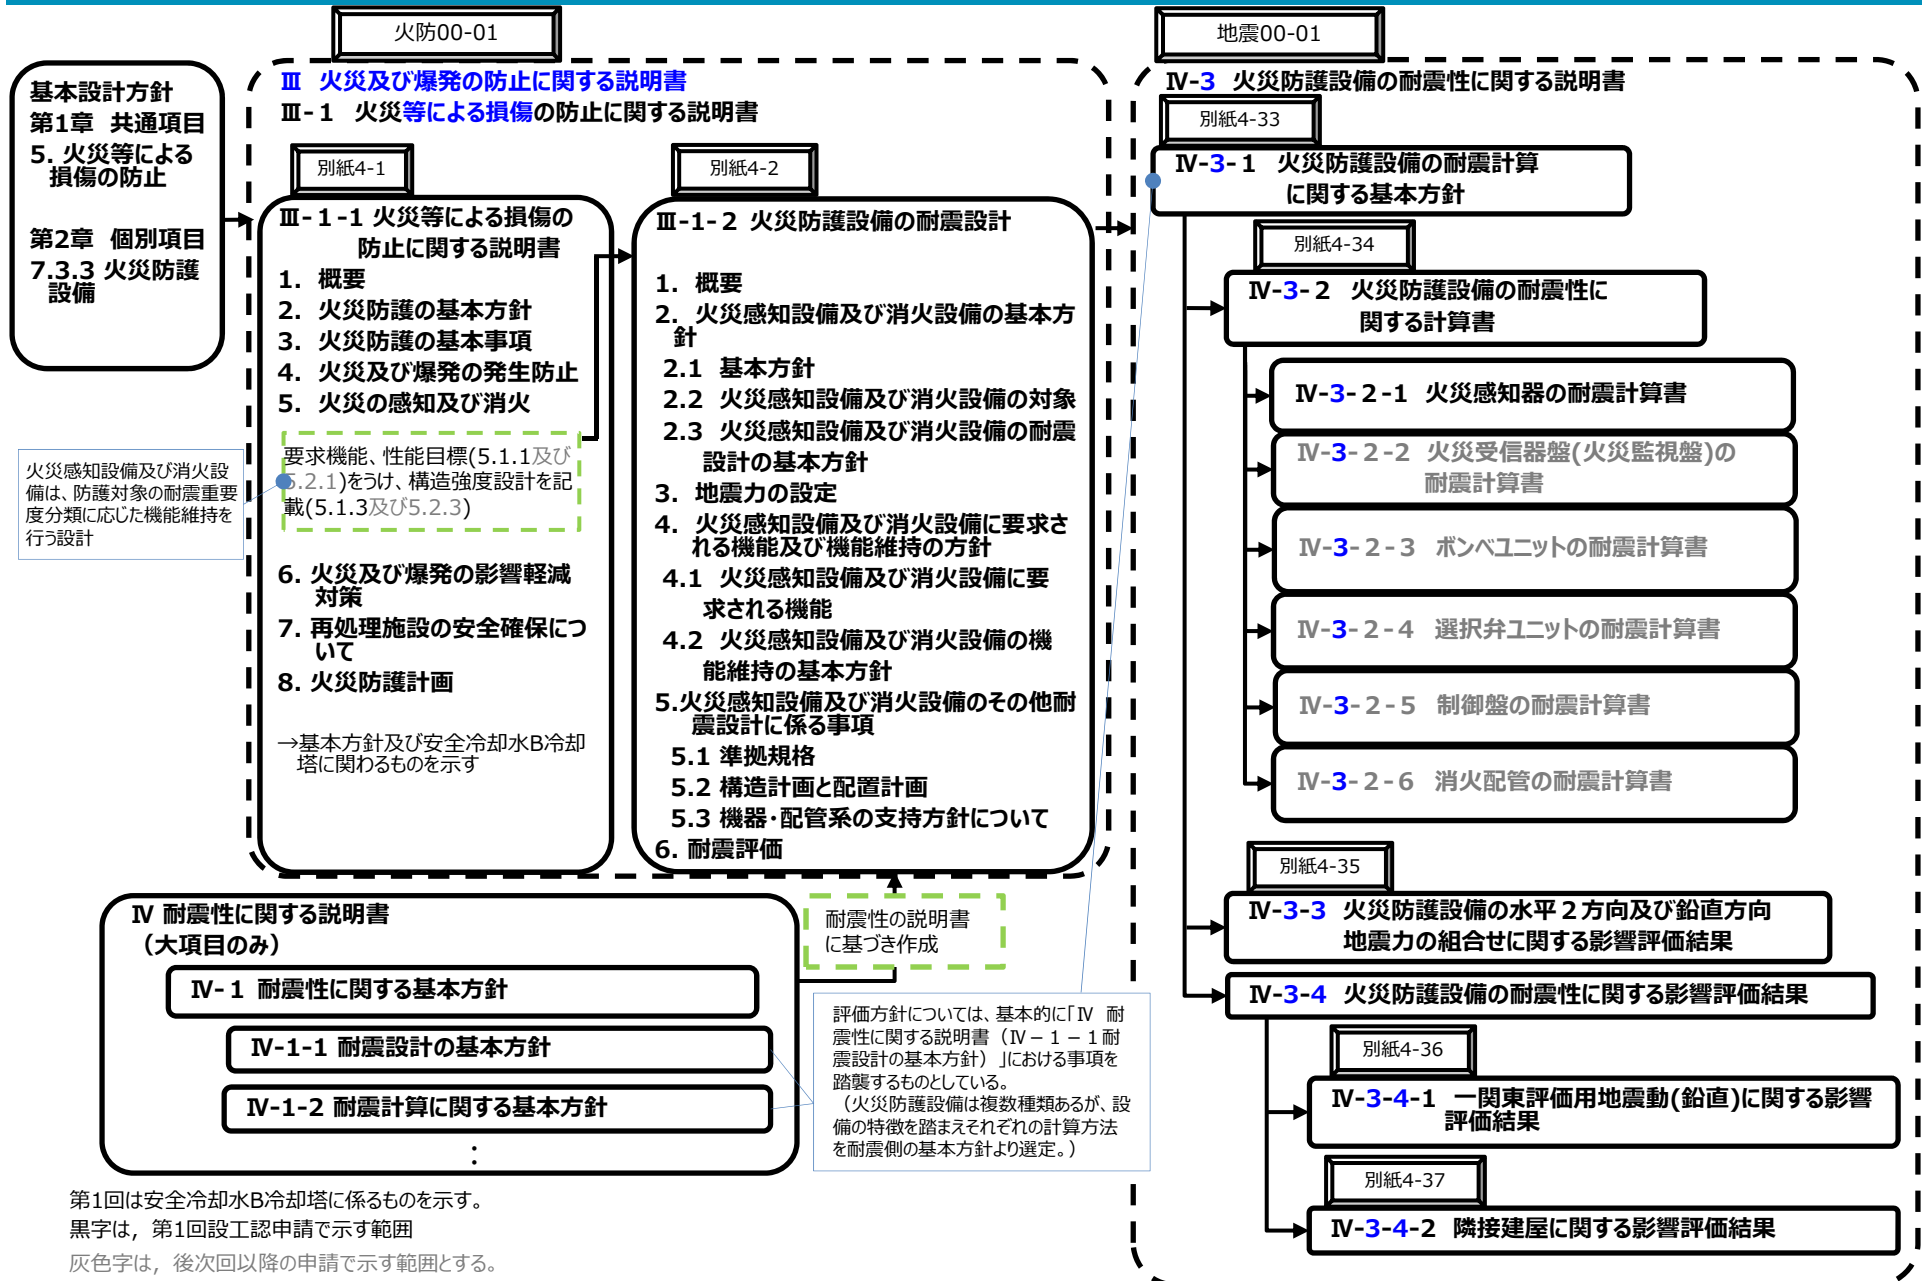 火防00-01
地震00-01
基本設計方針
第1章 共通項目
5. 火災等による
損傷の防止
第2章 個別項目
7.3.3 火災防護
設備
Ⅲ 火災及び爆発の防止に関する説明書
Ⅲ-1 火災等による損傷の防止に関する説明書
別紙4-1
Ⅲ-1-1 火災等による損傷の
防止に関する説明書
1. 概要
2. 火災防護の基本方針
3. 火災防護の基本事項
4. 火災及び爆発の発生防止
5. 火災の感知及び消火
要求機能、性能目標(5.1.1及び
5.2.1)をうけ、構造強度設計を記
載(5.1.3及び5.2.3)
6. 火災及び爆発の影響軽減
対策
7. 再処理施設の安全確保につ
いて
8. 火災防護計画
→基本方針及び安全冷却水B冷却
塔に関わるものを示す
火災感知設備及び消火設
備は、防護対象の耐震重要
度分類に応じた機能維持を
行う設計
別紙4-2
Ⅲ-1-2 火災防護設備の耐震設計
1. 概要
2. 火災感知設備及び消火設備の基本方
針
2.1 基本方針
2.2 火災感知設備及び消火設備の対象
2.3 火災感知設備及び消火設備の耐震
設計の基本方針
3. 地震力の設定
4. 火災感知設備及び消火設備に要求さ
れる機能及び機能維持の方針
4.1 火災感知設備及び消火設備に要
求される機能
4.2 火災感知設備及び消火設備の機
能維持の基本方針
5.火災感知設備及び消火設備のその他耐
震設計に係る事項
5.1 準拠規格
5.2 構造計画と配置計画
5.3 機器・配管系の支持方針について
6. 耐震評価
Ⅳ 耐震性に関する説明書
（大項目のみ）
Ⅳ-1 耐震性に関する基本方針
Ⅳ-1-1 耐震設計の基本方針
Ⅳ-1-2 耐震計算に関する基本方針
：
耐震性の説明書
に基づき作成
評価方針については、基本的に「Ⅳ 耐
震性に関する説明書（Ⅳ－１－１耐
震設計の基本方針）」における事項を
踏襲するものとしている。
（火災防護設備は複数種類あるが、設
備の特徴を踏まえそれぞれの計算方法
を耐震側の基本方針より選定。）
Ⅳ-3 火災防護設備の耐震性に関する説明書
別紙4-33
Ⅳ-3-1 火災防護設備の耐震計算
に関する基本方針
別紙4-34
Ⅳ-3-2 火災防護設備の耐震性に
関する計算書
Ⅳ-3-2-1 火災感知器の耐震計算書
Ⅳ-3-2-2 火災受信器盤(火災監視盤)の
耐震計算書
Ⅳ-3-2-3 ボンベユニットの耐震計算書
Ⅳ-3-2-4 選択弁ユニットの耐震計算書
Ⅳ-3-2-5 制御盤の耐震計算書
Ⅳ-3-2-6 消火配管の耐震計算書
別紙4-35
Ⅳ-3-3 火災防護設備の水平２方向及び鉛直方向
地震力の組合せに関する影響評価結果
Ⅳ-3-4 火災防護設備の耐震性に関する影響評価結果
別紙4-36
Ⅳ-3-4-1 一関東評価用地震動(鉛直)に関する影響
評価結果
別紙4-37
Ⅳ-3-4-2 隣接建屋に関する影響評価結果
第1回は安全冷却水B冷却塔に係るものを示す。
黒字は，第1回設工認申請で示す範囲
灰色字は，後次回以降の申請で示す範囲とする。